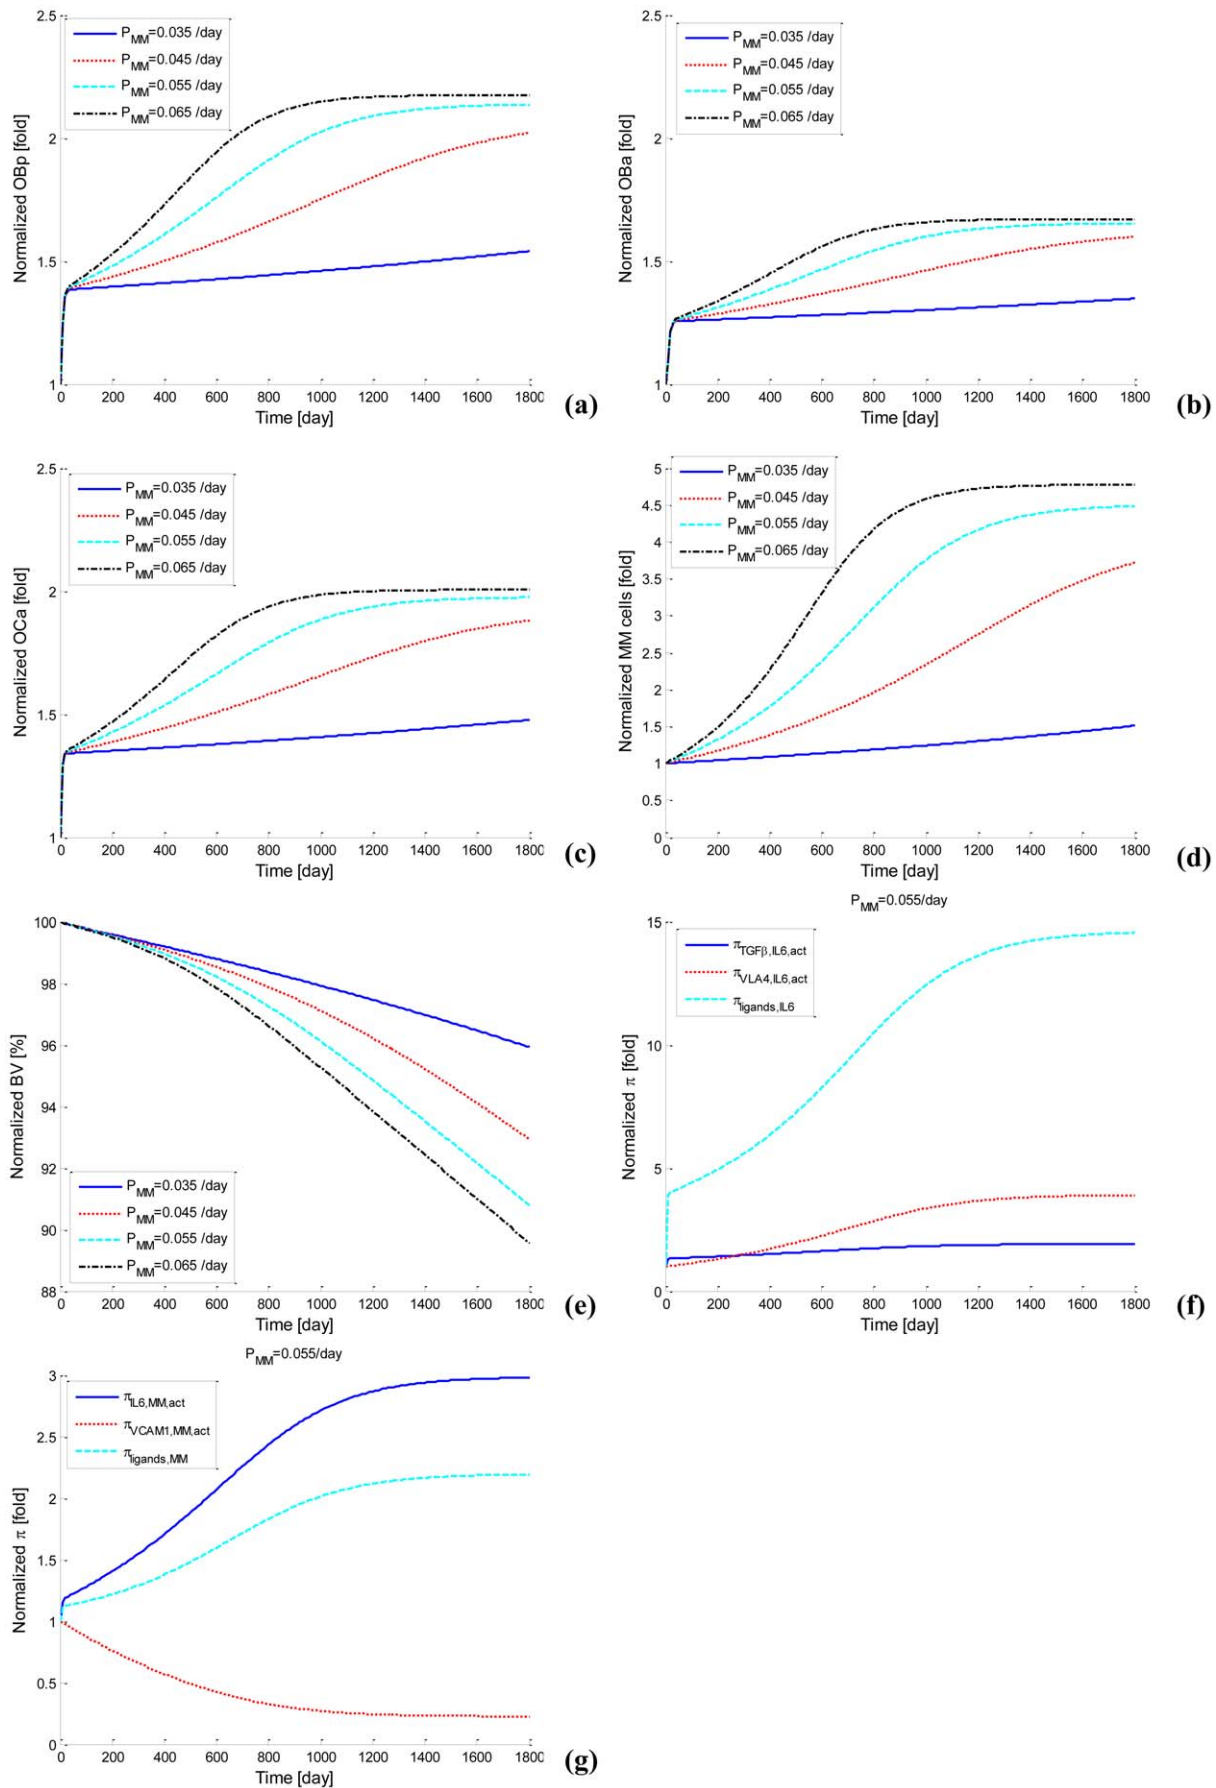 2.5
P_MM=0.035 /day
P_MM=0.045 /day
P_MM=0.055 /day
P_MM=0.065 /day
2
1.5
1
Normalized OBp [fold]
0 200 400 600 800 1000 1200 1400 1600 1800
Time [day]
(a)
2.5
P_MM=0.035 /day
P_MM=0.045 /day
P_MM=0.055 /day
P_MM=0.065 /day
2
1.5
1
Normalized OBa [fold]
0 200 400 600 800 1000 1200 1400 1600 1800
Time [day]
(b)
2.5
P_MM=0.035 /day
P_MM=0.045 /day
P_MM=0.055 /day
P_MM=0.065 /day
2
1.5
1
Normalized OCa [fold]
0 200 400 600 800 1000 1200 1400 1600 1800
Time [day]
(c)
5
P_MM=0.035 /day
P_MM=0.045 /day
P_MM=0.055 /day
P_MM=0.065 /day
4.5
4
3.5
3
2.5
2
1.5
1
0.5
0
Normalized MM cells [fold]
0 200 400 600 800 1000 1200 1400 1600 1800
Time [day]
(d)
100
98
96
94
92
90
88
Normalized BV [%]
P_MM=0.035 /day
P_MM=0.045 /day
P_MM=0.055 /day
P_MM=0.065 /day
0 200 400 600 800 1000 1200 1400 1600 1800
Time [day]
(e)
P_MM=0.055/day
15
π_TGFβ,IL6,act
π_VLA4,IL6,act
π_ligands,IL6
10
5
0
Normalized π [fold]
0 200 400 600 800 1000 1200 1400 1600 1800
Time [day]
(f)
P_MM=0.055/day
3
π_IL6,MM,act
π_VCAM1,MM,act
π_ligands,MM
2.5
2
1.5
1
0.5
0
Normalized π [fold]
0 200 400 600 800 1000 1200 1400 1600 1800
Time [day]
(g)